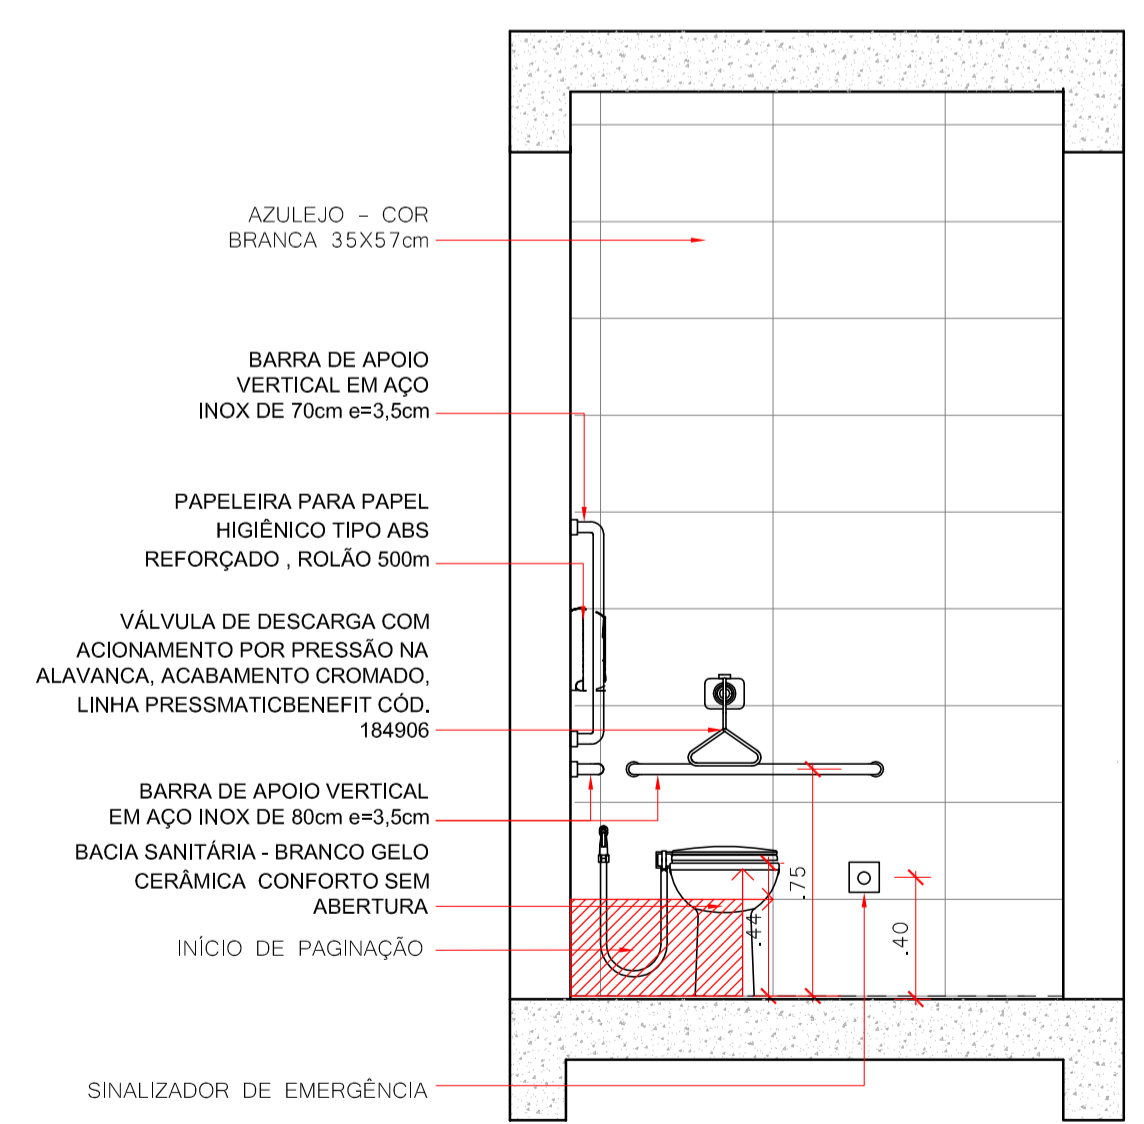 AZULEJO - COR
BRANCA 35X57cm
BARRA DE APOIO
VERTICAL EM AÇO
INOX DE 70cm e=3,5cm
PAPELEIRA PARA PAPEL
HIGIÊNICO TIPO ABS
REFORÇADO , ROLÃO 500m
VÁLVULA DE DESCARGA COM
ACIONAMENTO POR PRESSÃO NA
ALAVANCA, ACABAMENTO CROMADO,
LINHA PRESSMATICBENEFIT CÓD.
184906
BARRA DE APOIO VERTICAL
EM AÇO INOX DE 80cm e=3,5cm
BACIA SANITÁRIA - BRANCO GELO
CERÂMICA CONFORTO SEM
ABERTURA
INÍCIO DE PAGINAÇÃO
SINALIZADOR DE EMERGÊNCIA
.44
.75
.40